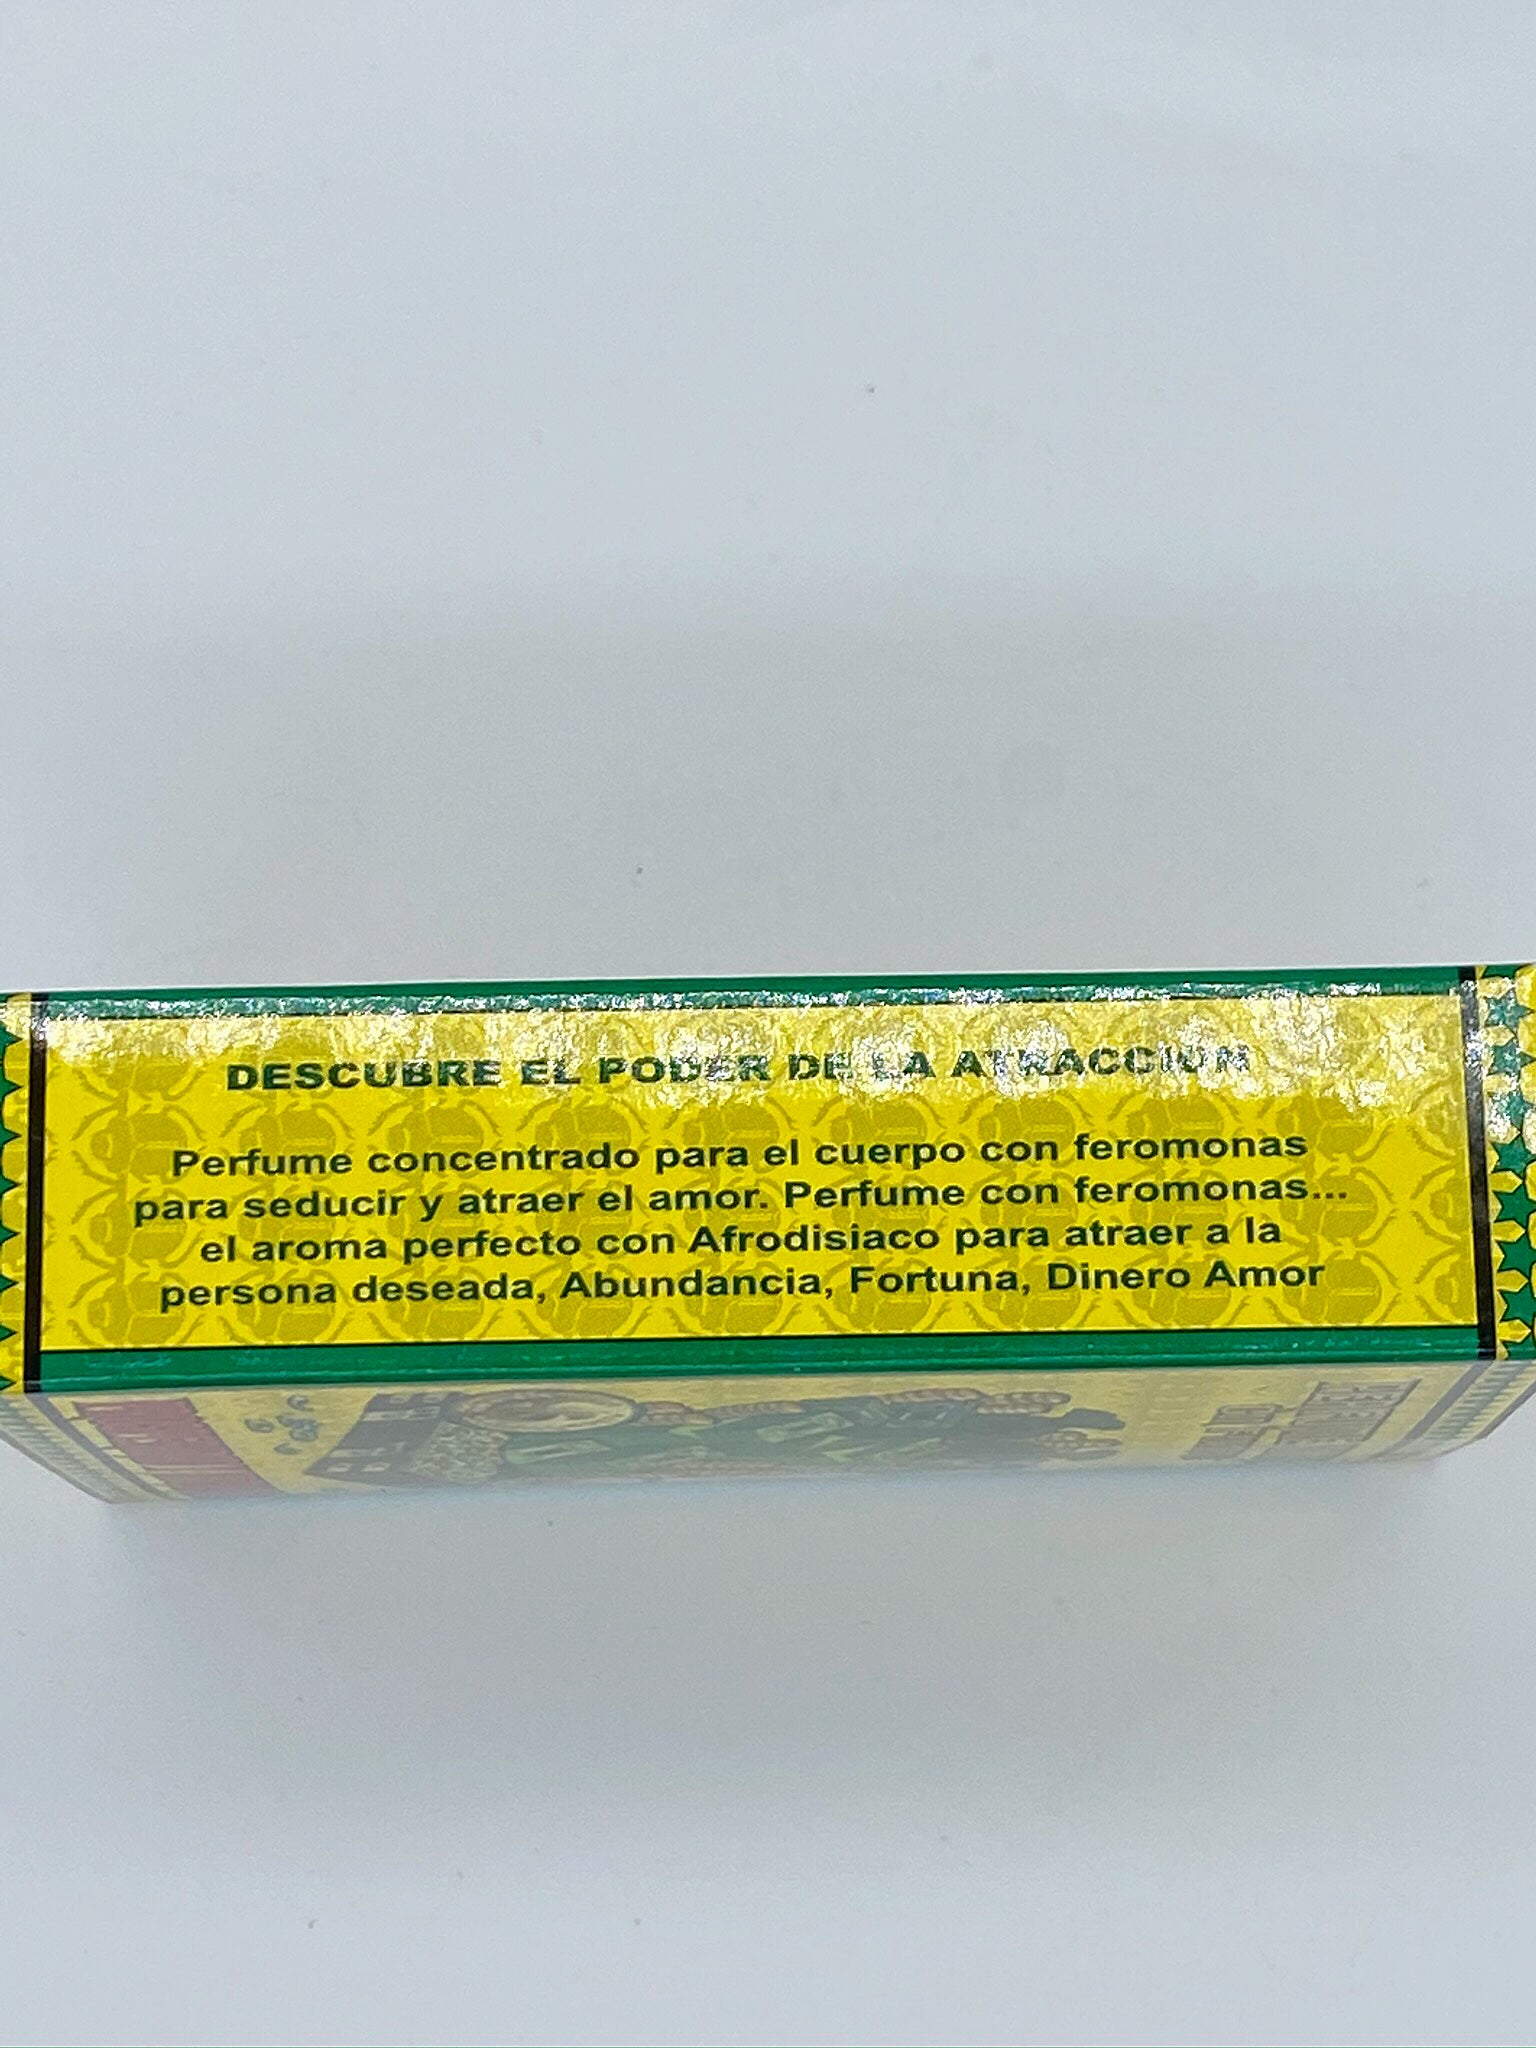 DESCUBRE EL PODER DE LA ATRACCION
Perfume concentrado para el cuerpo con feromonas
para seducir y atraer el amor. Perfume con feromonas...
el aroma perfecto con Afrodisiaco para atraer a la
persona deseada, Abundancia, Fortuna, Dinero Amor